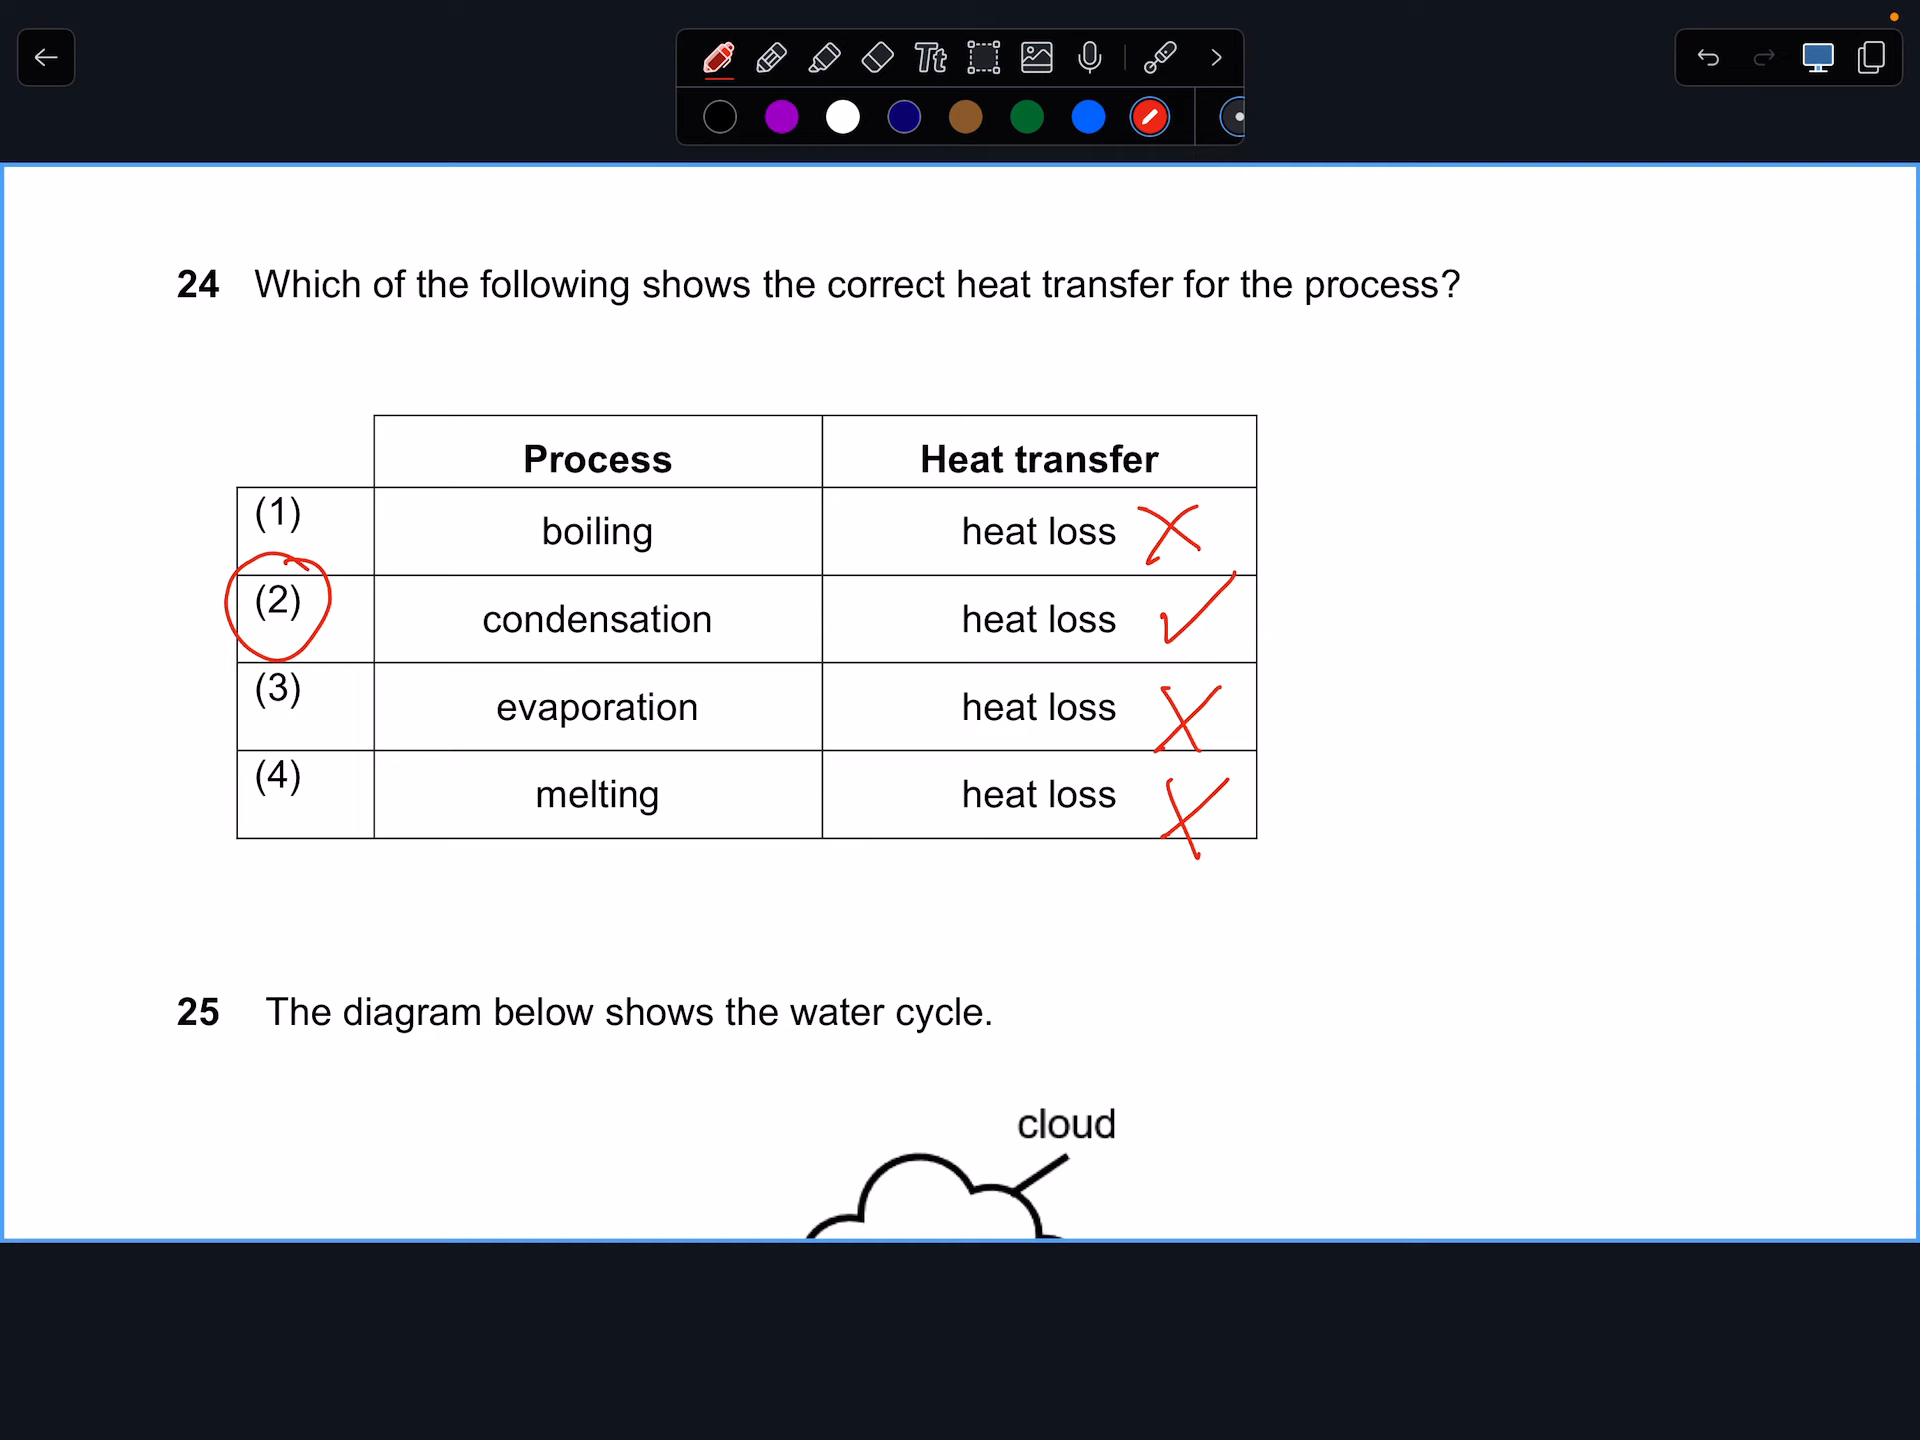 Tt
24 Which of the following shows the correct heat transfer for the process?
Process Heat transfer
(1) boiling heat loss
(2) condensation heat loss
(3) evaporation heat loss
(4) melting heat loss
25 The diagram below shows the water cycle.
cloud